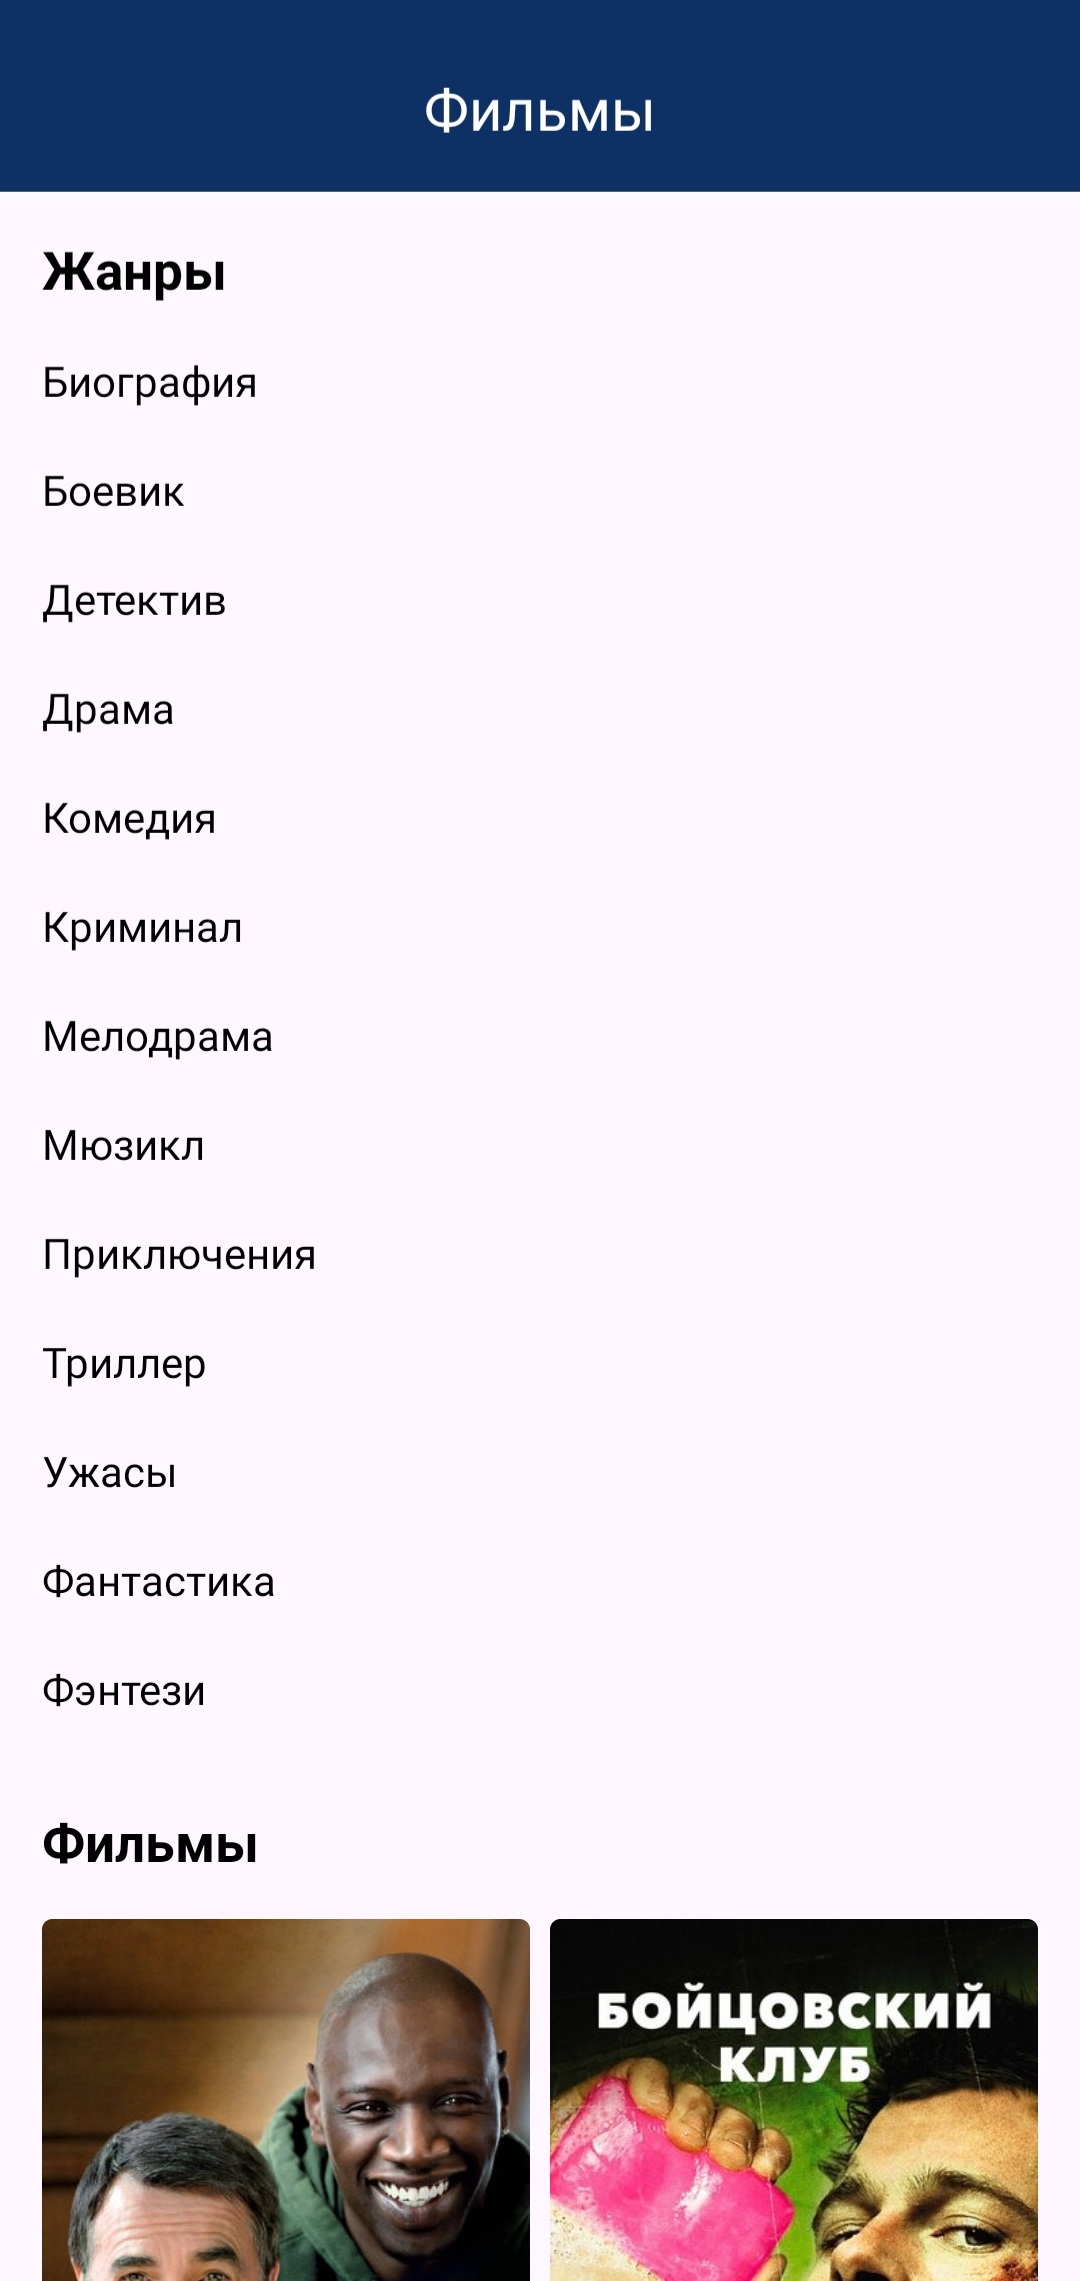 Фильмы
Жанры
Биография
Боевик
Детектив
Драма
Комедия
Криминал
Мелодрама
Мюзикл
Приключения
Триллер
Ужасы
Фантастика
Фэнтези
Фильмы
БОЙЦОВСКИЙ
КЛУБ